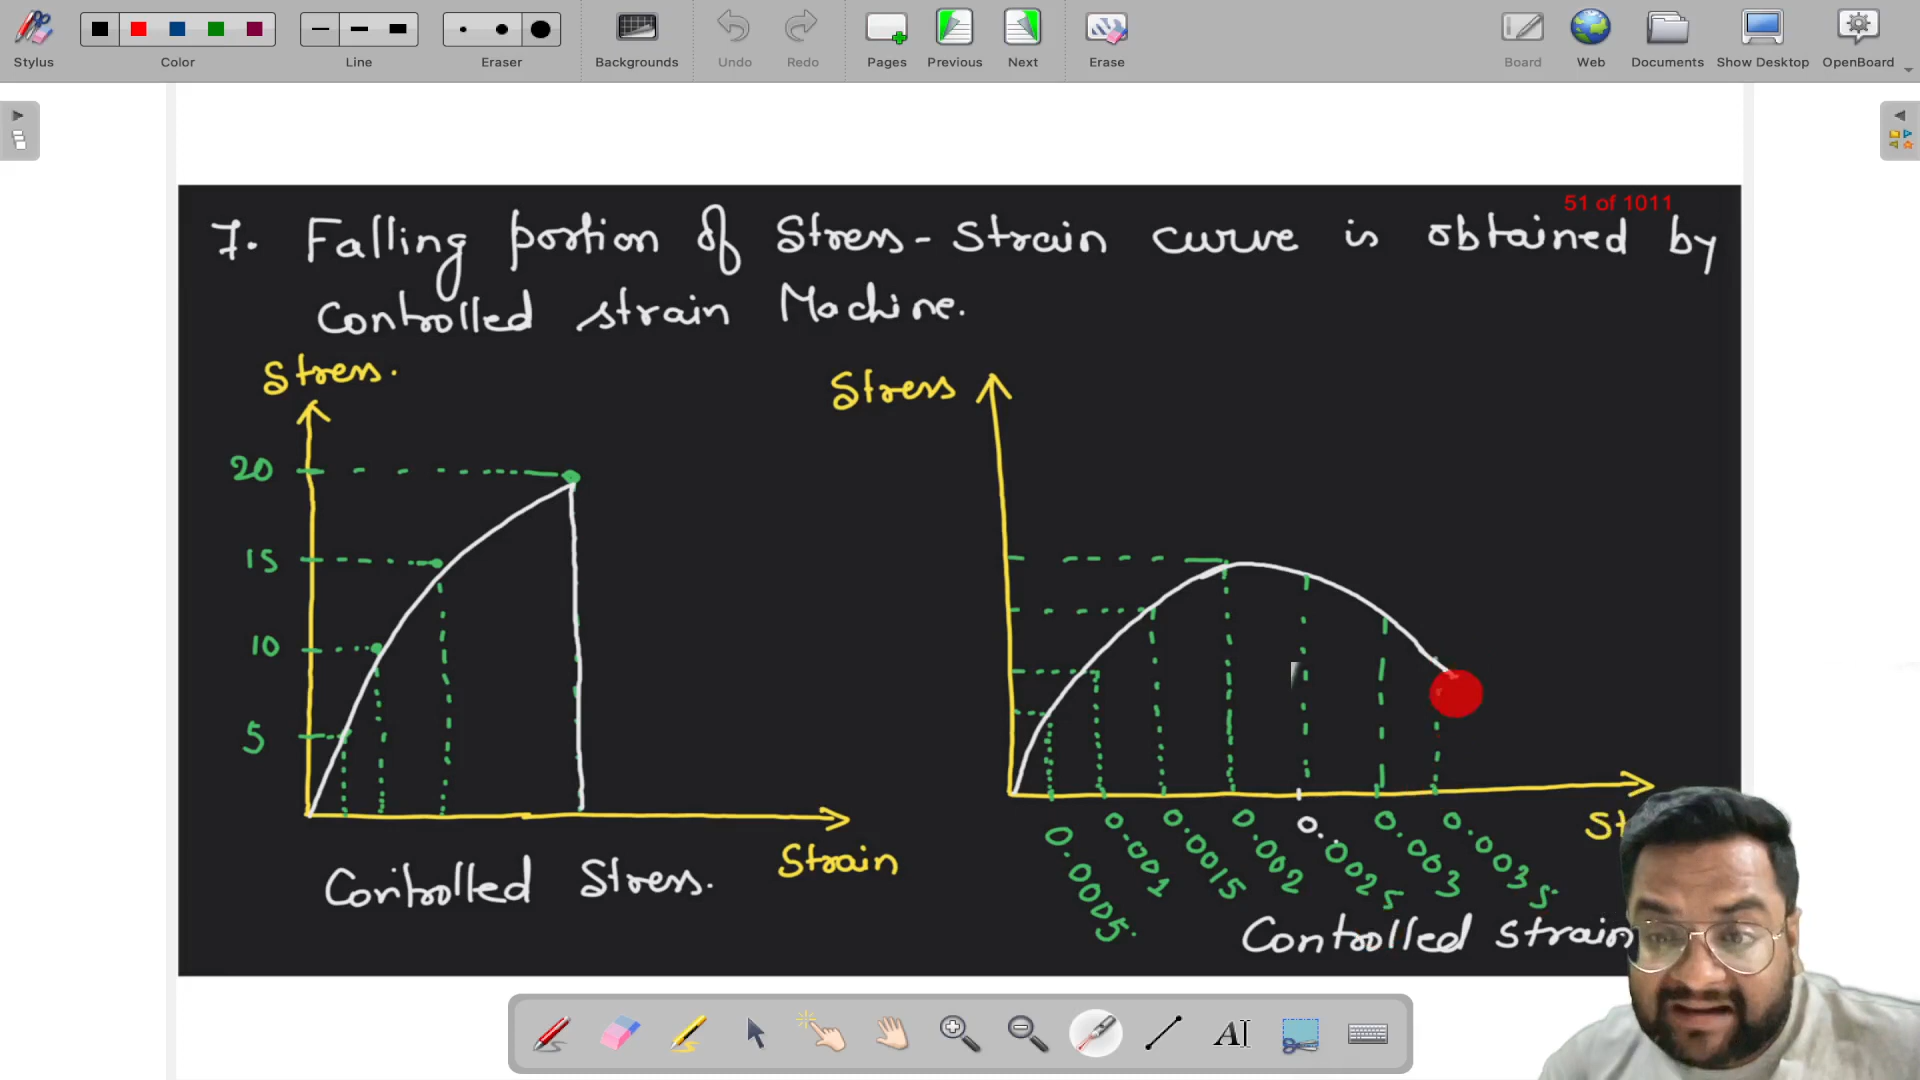 Stylus
Color
Line
Eraser
Backgrounds
Undo
Redo
Pages
Previous
Next
Erase
Board
Web
Documents
Show Desktop
OpenBoard
51 of 1011
7. Falling portion of Stress-Strain curve is obtained by
Controlled strain Machine.
Stress.
20
15
10
5
Strain
Controlled Stress.
Stress
0.0005
0.001
0.0015
0.002
0.0025
0.003
0.0035
St
Controlled strain
AI